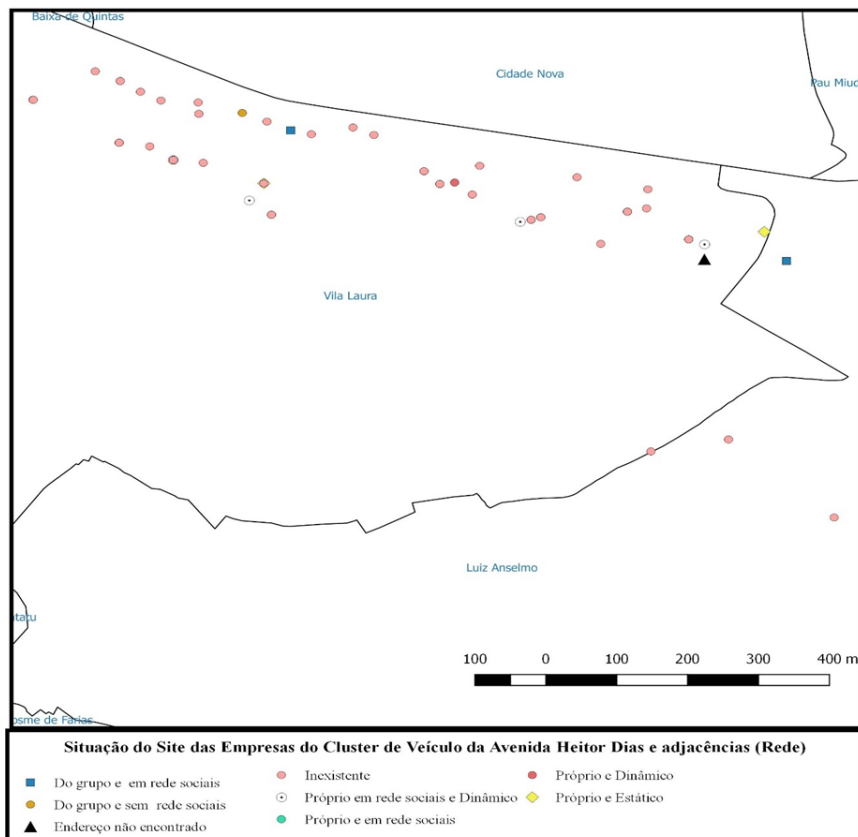 Baixa de Quintas
Cidade Nova
Pau Miud
Vila Laura
Luiz Anselmo
tatu
osme de Farias
100 0 100 200 300 400 m
Situação do Site das Empresas do Cluster de Veículo da Avenida Heitor Dias e adjacências (Rede)
Do grupo e em rede sociais
Do grupo e sem rede sociais
Endereço não encontrado
Inexistente
Próprio em rede sociais e Dinâmico
Próprio e em rede sociais
Próprio e Dinâmico
Próprio e Estático